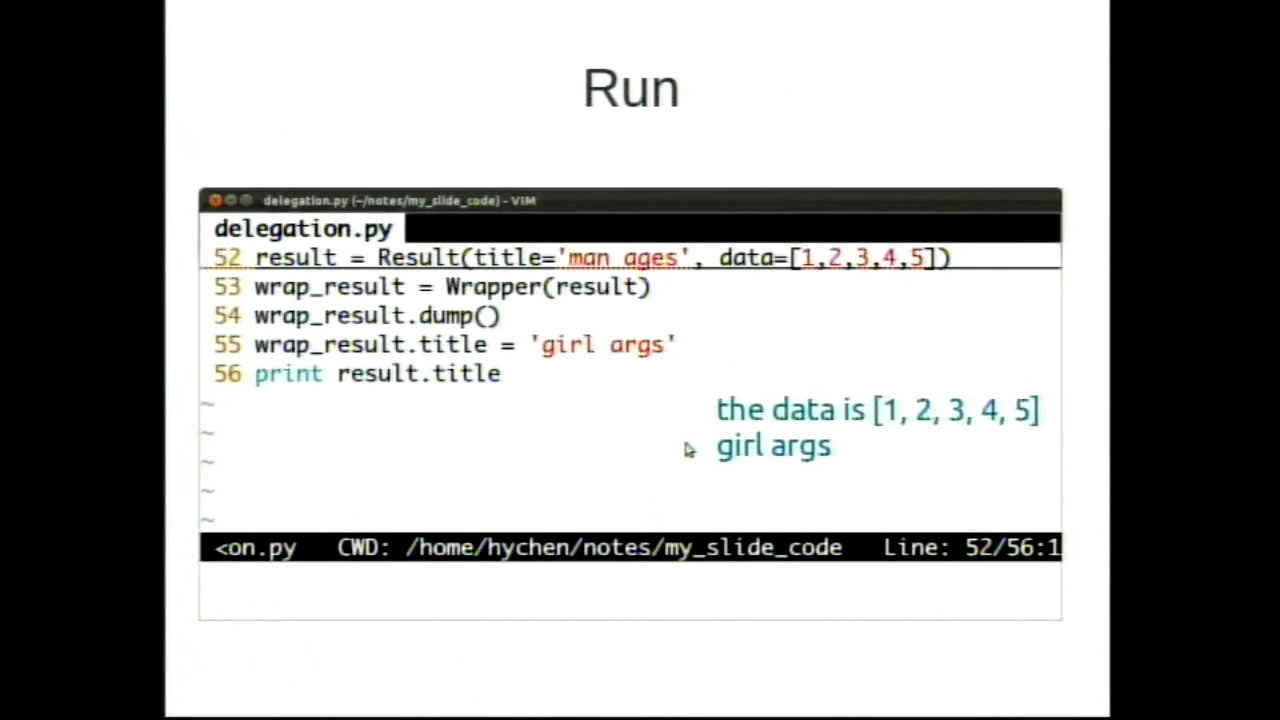 Run
delegation.py (~/notes/my_slide_code) - VIM
delegation.py
52 result = Result(title='man ages', data=[1,2,3,4,5])
53 wrap_result = Wrapper(result)
54 wrap_result.dump()
55 wrap_result.title = 'girl args'
56 print result.title
~
the data is [1, 2, 3, 4, 5]
~
girl args
~
~
~
<on.py CWD: /home/hychen/notes/my_slide_code Line: 52/56:1